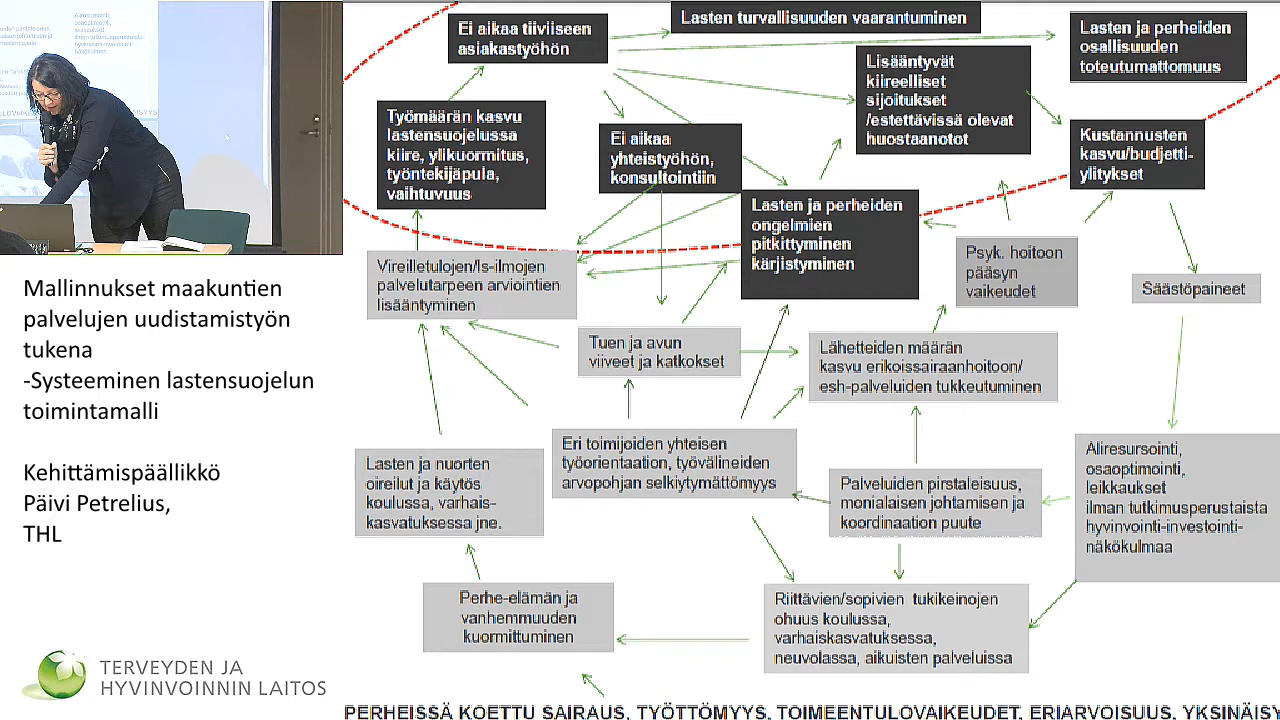 Ei aikaa tiiviiseen
asiakastyöhön
Lasten turvallisuuden vaarantuminen
Lasten ja perheiden
osallisuuden
toteutumattomuus
Lisääntyvät
kiireelliset
sijoitukset
/estettävissä olevat
huostaanotot
Työmäärän kasvu
lastensuojelussa
kiire, ylikuormitus,
työntekijäpula,
vaihtuvuus
Ei aikaa
yhteistyöhön,
konsultointiin
Kustannusten
kasvu/budjetti-
ylitykset
Lasten ja perheiden
ongelmien
pitkittyminen
kärjistyminen
Vireilletulojen/ls-ilmojen
palvelutarpeen arviointien
lisääntyminen
Psyk. hoitoon
pääsyn
vaikeudet
Säästöpaineet
Tuen ja avun
viiveet ja katkokset
Lähetteiden määrän
kasvu erikoissairaanhoitoon/
esh-palveluiden tukkeutuminen
Lasten ja nuorten
oireilut ja käytös
koulussa, varhais-
kasvatuksessa jne.
Eri toimijoiden yhteisen
työorientaation, työvälineiden
arvopohjan selkiytymättömyys
Palveluiden pirstaleisuus,
monialaisen johtamisen ja
koordinaation puute
Aliresursointi,
osaoptimointi,
leikkaukset
ilman tutkimusperustaista
hyvinvointi-investointi-
näkökulmaa
Perhe-elämän ja
vanhemmuuden
kuormittuminen
Riittävien/sopivien tukikeinojen
ohuus koulussa,
varhaiskasvatuksessa,
neuvolassa, aikuisten palveluissa
PERHEISSÄ KOETTU SAIRAUS, TYÖTTÖMYYS, TOIMEENTULOVAIKEUDET, ERIARVOISUUS, YKSINÄISY
Mallinnukset maakuntien
palvelujen uudistamistyön
tukena
-Systeeminen lastensuojelun
toimintamalli
Kehittämispäällikkö
Päivi Petrelius,
THL
TERVEYDEN JA
HYVINVOINNIN LAITOS